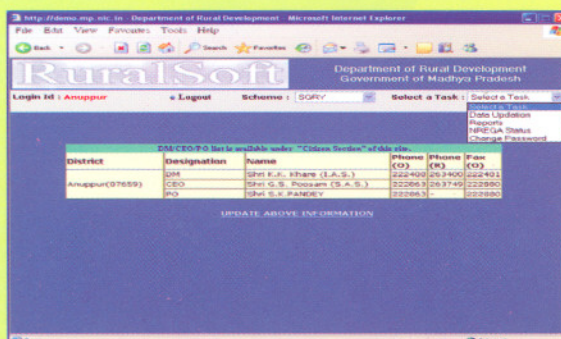 http://demo.mp.nic.in - Department of Rural Development - Microsoft Internet Explorer
File Edit View Favorites Tools Help
Back Search Favorites
RuralSoft
Department of Rural Development
Government of Madhya Pradesh
Login Id : Anuppur Logout Scheme : SGRY Select a Task : Select a Task
Select a Task
Data Updation
Reports
NREGA Status
Change Password
DM/CEO/PO list is available under "Citizen Section" of this site.
District Designation Name Phone (O) Phone (R) Fax (O)
Anuppur(07659) DM Shri K.K. Khare (I.A.S.) 222400 263400 222401
CEO Shri G.S. Poosam (S.A.S.) 222863 263749 222880
PO Shri S.K.PANDEY 222863 - 222880
UPDATE ABOVE INFORMATION